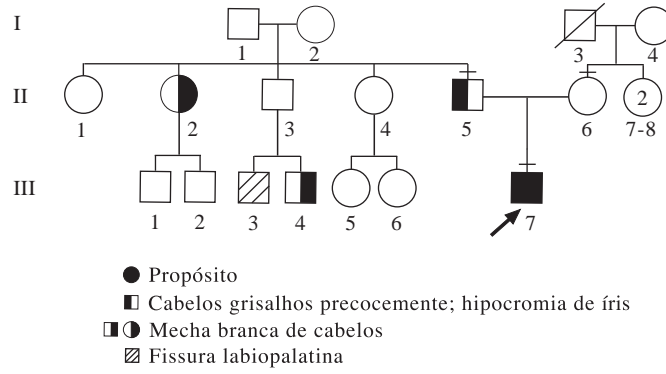 I
1
2
3
4
II
1
2
3
4
5
6
2
7-8
III
1
2
3
4
5
6
7
Propósito
Cabelos grisalhos precocemente; hipocromia de íris
Mecha branca de cabelos
Fissura labiopalatina